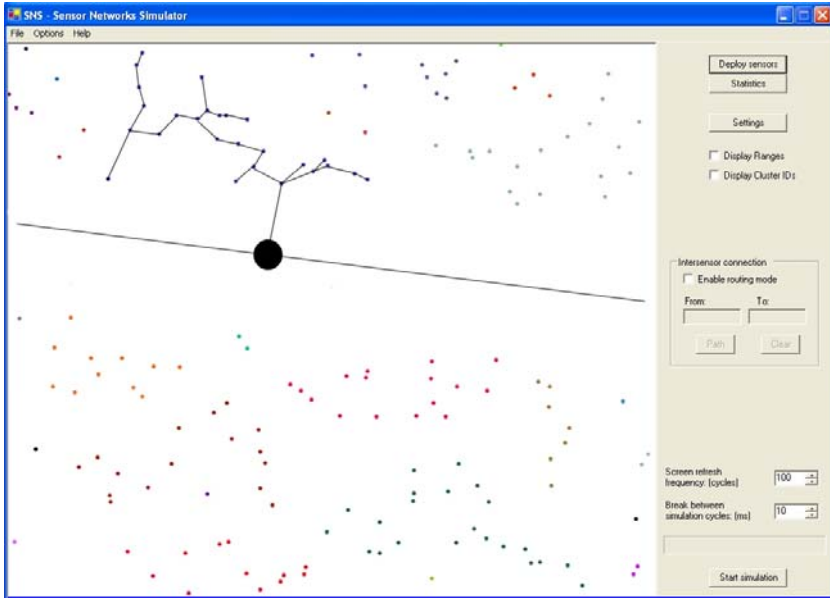 SNS - Sensor Networks Simulator
File Options Help
Deploy sensors
Statistics
Settings
Display Ranges
Display Cluster IDs
Intersensor connection
Enable routing mode
From: To:
Path Clear
Screen refresh
frequency: (cycles)
100
Break between
simulation cycles: (ms)
10
Start simulation